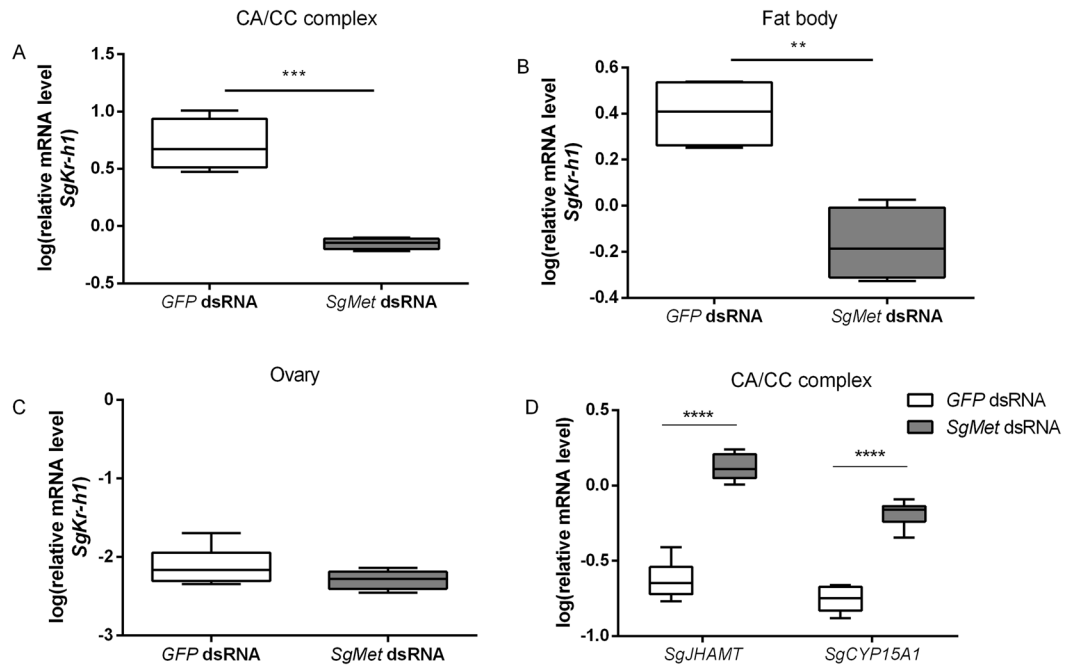 CA/CC complex
A
log(relative mRNA level
SgKr-h1)
1.5
1.0
0.5
0.0
-0.5
***
GFP dsRNA
SgMet dsRNA
Fat body
B
log(relative mRNA level
SgKr-h1)
0.6
0.4
0.2
0.0
-0.2
-0.4
**
GFP dsRNA
SgMet dsRNA
Ovary
C
log(relative mRNA level
SgKr-h1)
0
-1
-2
-3
GFP dsRNA
SgMet dsRNA
CA/CC complex
D
log(relative mRNA level)
0.5
0.0
-0.5
-1.0
****
****
GFP dsRNA
SgMet dsRNA
SgJHAMT
SgCYP15A1